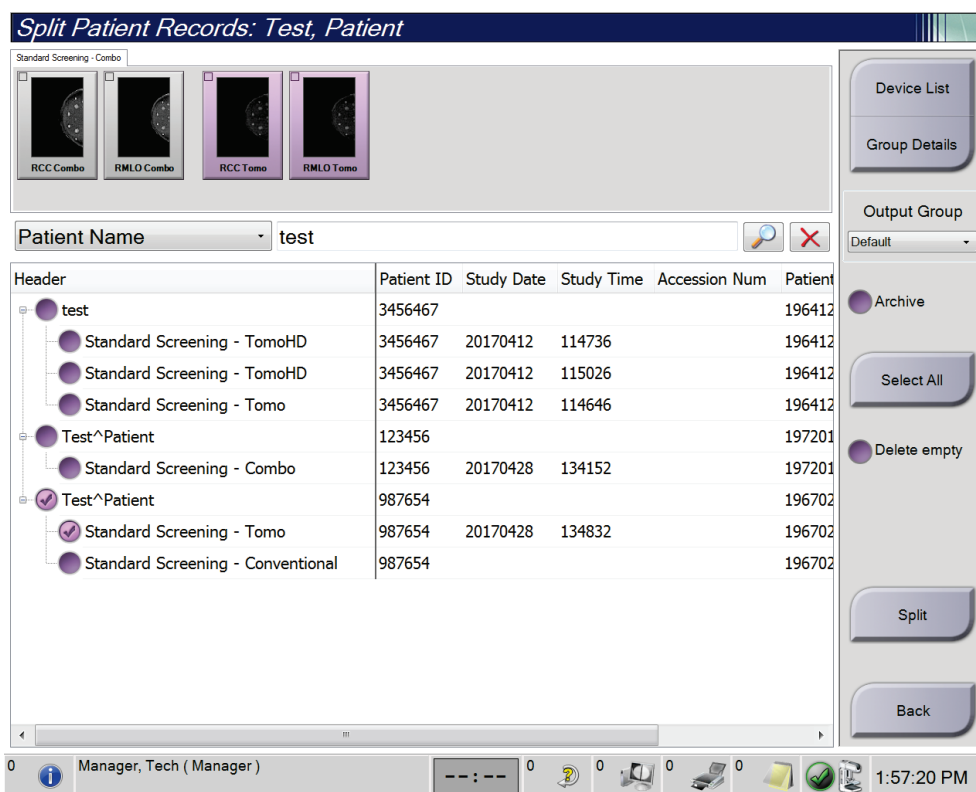 Split Patient Records: Test, Patient
Standard Screening - Combo
RCC Combo RMLO Combo RCC Tomo RMLO Tomo
Device List
Group Details
Output Group
Default
Archive
Select All
Delete empty
Split
Back
Patient Name test
Header Patient ID Study Date Study Time Accession Num Patient
test 3456467 196412
Standard Screening - TomoHD 3456467 20170412 114736 196412
Standard Screening - TomoHD 3456467 20170412 115026 196412
Standard Screening - Tomo 3456467 20170412 114646 196412
Test^Patient 123456 197201
Standard Screening - Combo 123456 20170428 134152 197201
Test^Patient 987654 196702
Standard Screening - Tomo 987654 20170428 134832 196702
Standard Screening - Conventional 987654 196702
0 Manager, Tech ( Manager ) --:-- 0 0 0 0 1:57:20 PM